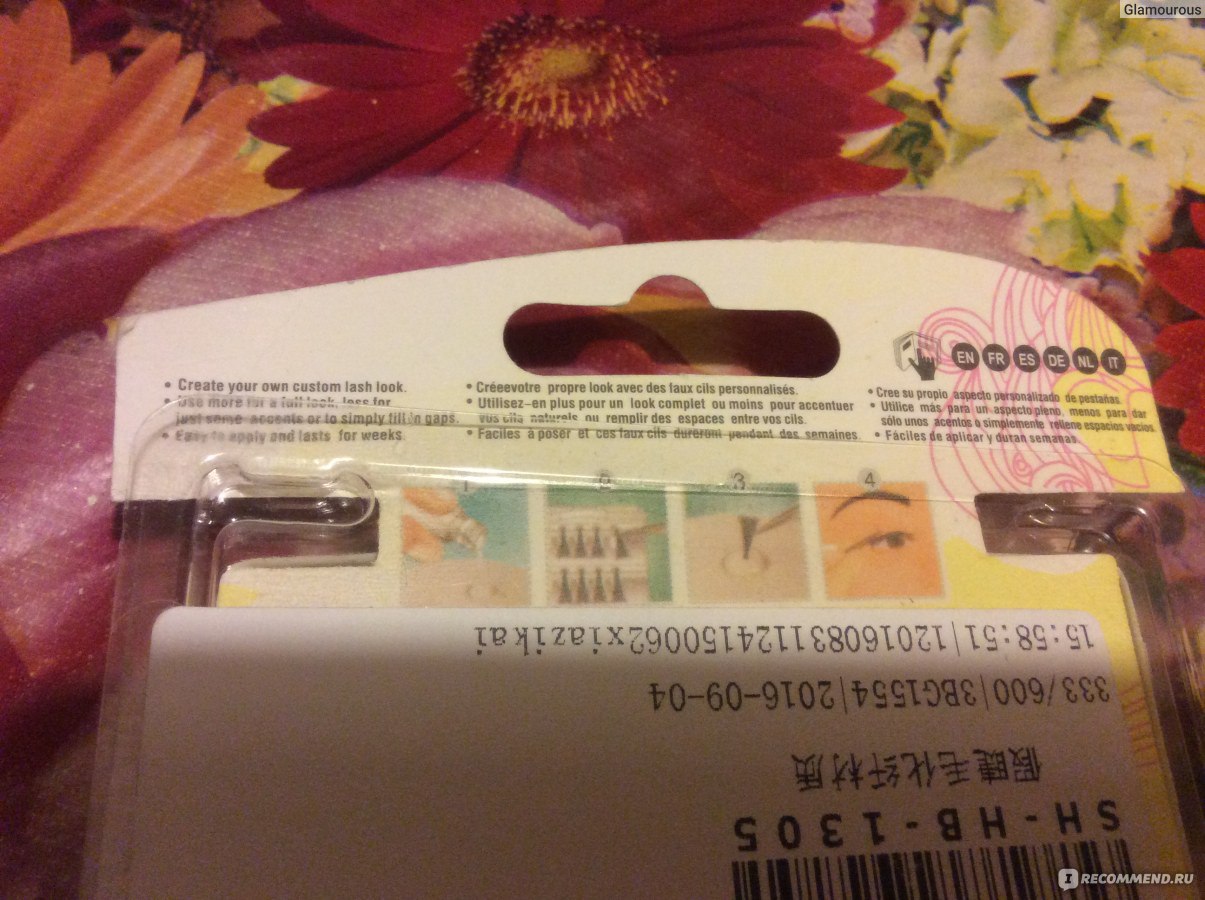 Glamourous
EN FR ES DE NL IT
• Create your own custom lash look.
• Use more for a full look, less for
just some accents or to simply fill in gaps.
• Easy to apply and lasts for weeks
• Créeevotre propre look avec des faux cils personnalisés.
• Utilisez-en plus pour un look complet ou moins pour accentuer
vos cils naturels ou remplir des espaces entre vos cils.
• Faciles à poser et ces faux cils dureront pendant des semaines.
• Cree su propio aspecto personalizado de pestañas.
• Utilice más para un aspecto pleno, menos para dar
sólo unos acentos o simplemente rellene espacios vacios.
• Fáciles de aplicar y duran semanas.
1 2 3 4
15:58:51|120160831124150062xiazikai
333/600|3BG1554|2016-09-04
假睫毛化纤材质
SH-HB-1305
IRECOMMEND.RU